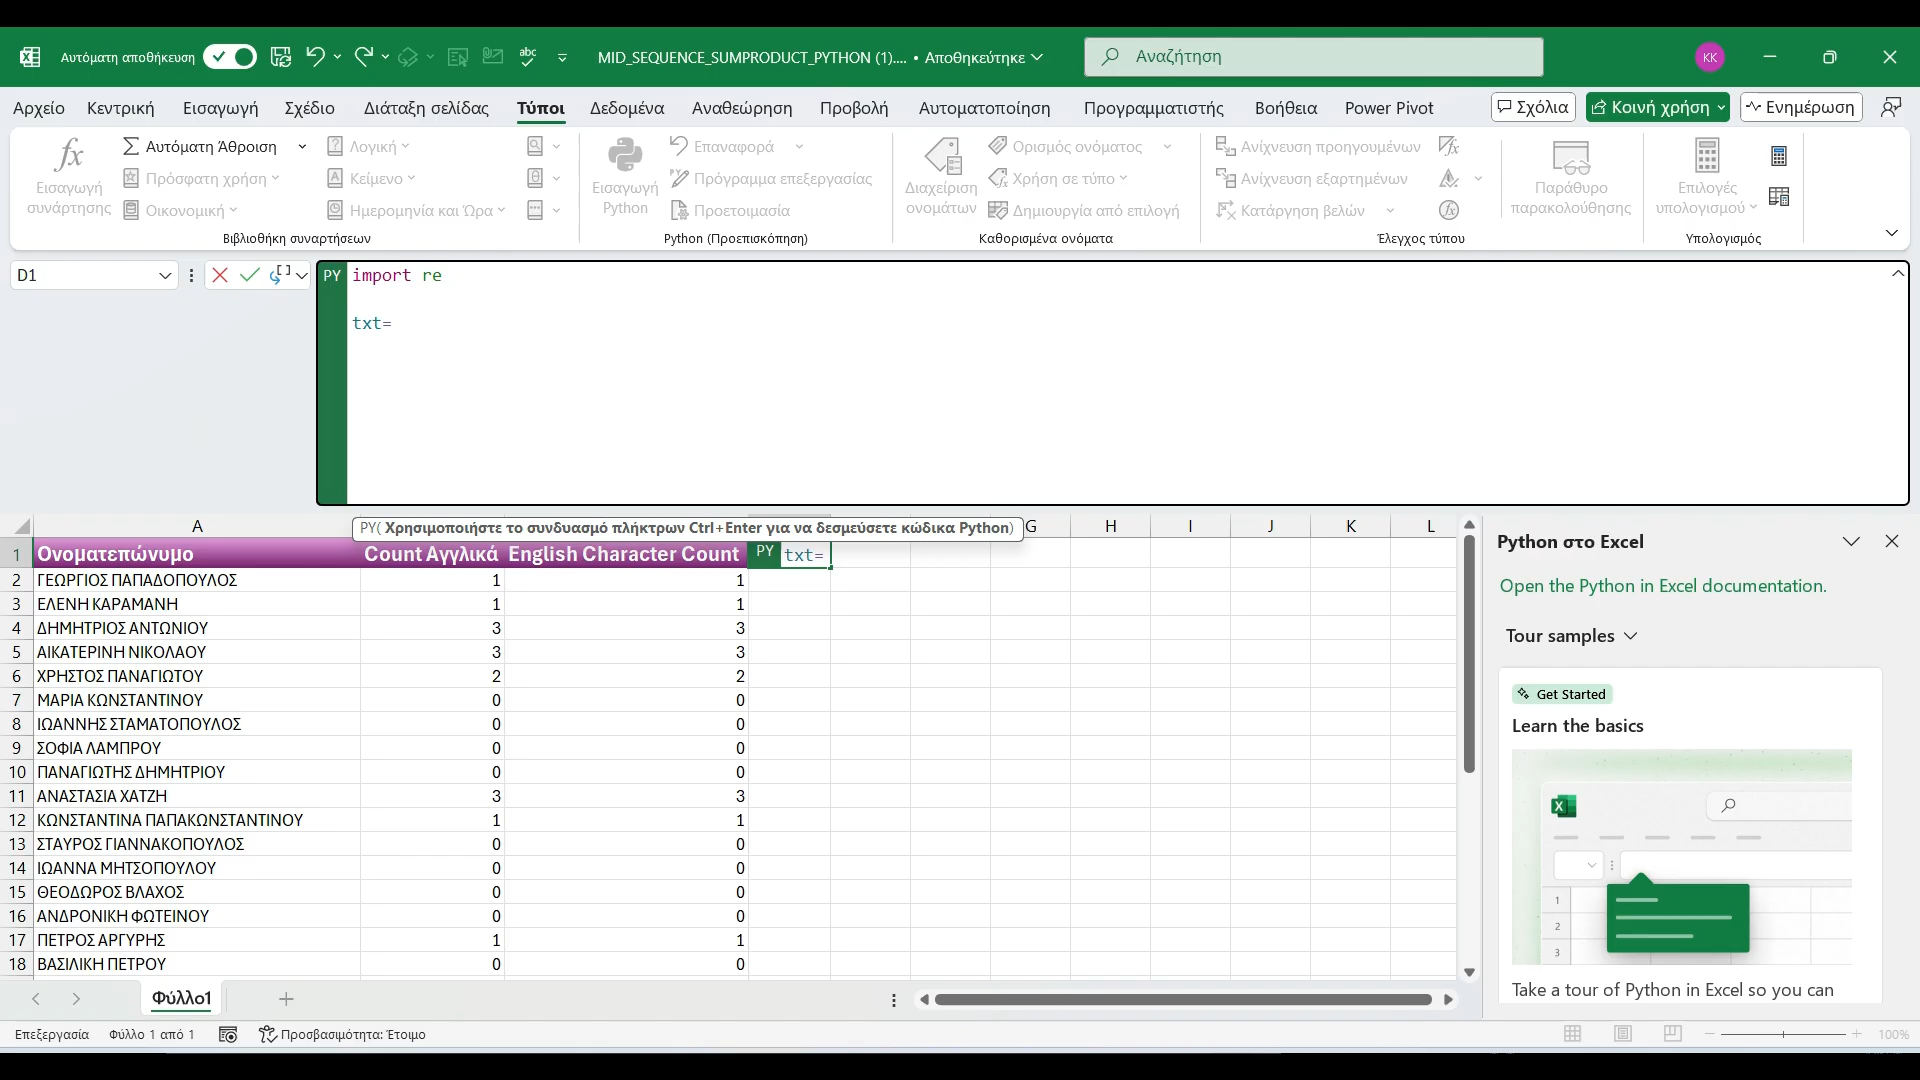 Αυτόματη αποθήκευση
MID_SEQUENCE_SUMPRODUCT_PYTHON (1).... • Αποθηκεύτηκε
Αναζήτηση
KK
Αρχείο Κεντρική Εισαγωγή Σχέδιο Διάταξη σελίδας Τύποι Δεδομένα Αναθεώρηση Προβολή Αυτοματοποίηση Προγραμματιστής Βοήθεια Power Pivot
Σχόλια
Κοινή χρήση
Ενημέρωση
Εισαγωγή συνάρτησης
Αυτόματη Άθροιση
Πρόσφατη χρήση
Οικονομική
Λογική
Κείμενο
Ημερομηνία και Ώρα
Βιβλιοθήκη συναρτήσεων
Εισαγωγή Python
Επαναφορά
Πρόγραμμα επεξεργασίας
Προετοιμασία
Python (Προεπισκόπηση)
Διαχείριση ονομάτων
Ορισμός ονόματος
Χρήση σε τύπο
Δημιουργία από επιλογή
Καθορισμένα ονόματα
Ανίχνευση προηγουμένων
Ανίχνευση εξαρτημένων
Κατάργηση βελών
Έλεγχος τύπου
Παράθυρο παρακολούθησης
Επιλογές υπολογισμού
Υπολογισμός
D1
PY import re
txt=
PY( Χρησιμοποιήστε το συνδυασμό πλήκτρων Ctrl+Enter για να δεσμεύσετε κώδικα Python)
A G H I J K L
1 Ονοματεπώνυμο Count Αγγλικά English Character Count PY txt=
2 ΓΕΩΡΓΙΟΣ ΠΑΠΑΔΟΠΟΥΛΟΣ 1 1
3 ΕΛΕΝΗ ΚΑΡΑΜΑΝΗ 1 1
4 ΔΗΜΗΤΡΙΟΣ ΑΝΤΩΝΙΟΥ 3 3
5 ΑΙΚΑΤΕΡΙΝΗ ΝΙΚΟΛΑΟΥ 3 3
6 ΧΡΗΣΤΟΣ ΠΑΝΑΓΙΩΤΟΥ 2 2
7 ΜΑΡΙΑ ΚΩΝΣΤΑΝΤΙΝΟΥ 0 0
8 ΙΩΑΝΝΗΣ ΣΤΑΜΑΤΟΠΟΥΛΟΣ 0 0
9 ΣΟΦΙΑ ΛΑΜΠΡΟΥ 0 0
10 ΠΑΝΑΓΙΩΤΗΣ ΔΗΜΗΤΡΙΟΥ 0 0
11 ΑΝΑΣΤΑΣΙΑ ΧΑΤΖΗ 3 3
12 ΚΩΝΣΤΑΝΤΙΝΑ ΠΑΠΑΚΩΝΣΤΑΝΤΙΝΟΥ 1 1
13 ΣΤΑΥΡΟΣ ΓΙΑΝΝΑΚΟΠΟΥΛΟΣ 0 0
14 ΙΩΑΝΝΑ ΜΗΤΣΟΠΟΥΛΟΥ 0 0
15 ΘΕΟΔΩΡΟΣ ΒΛΑΧΟΣ 0 0
16 ΑΝΔΡΟΝΙΚΗ ΦΩΤΕΙΝΟΥ 0 0
17 ΠΕΤΡΟΣ ΑΡΓΥΡΗΣ 1 1
18 ΒΑΣΙΛΙΚΗ ΠΕΤΡΟΥ 0 0
Python στο Excel
Open the Python in Excel documentation.
Tour samples
Get Started
Learn the basics
1
2
3
Take a tour of Python in Excel so you can
Φύλλο1
Επεξεργασία Φύλλο 1 από 1 Προσβασιμότητα: Έτοιμο
100%